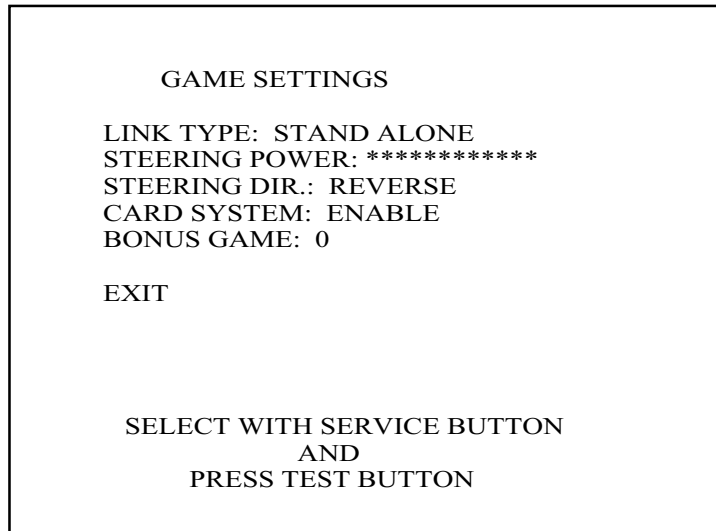 GAME SETTINGS
LINK TYPE: STAND ALONE
STEERING POWER: ************
STEERING DIR.: REVERSE
CARD SYSTEM: ENABLE
BONUS GAME: 0
EXIT
SELECT WITH SERVICE BUTTON
AND
PRESS TEST BUTTON